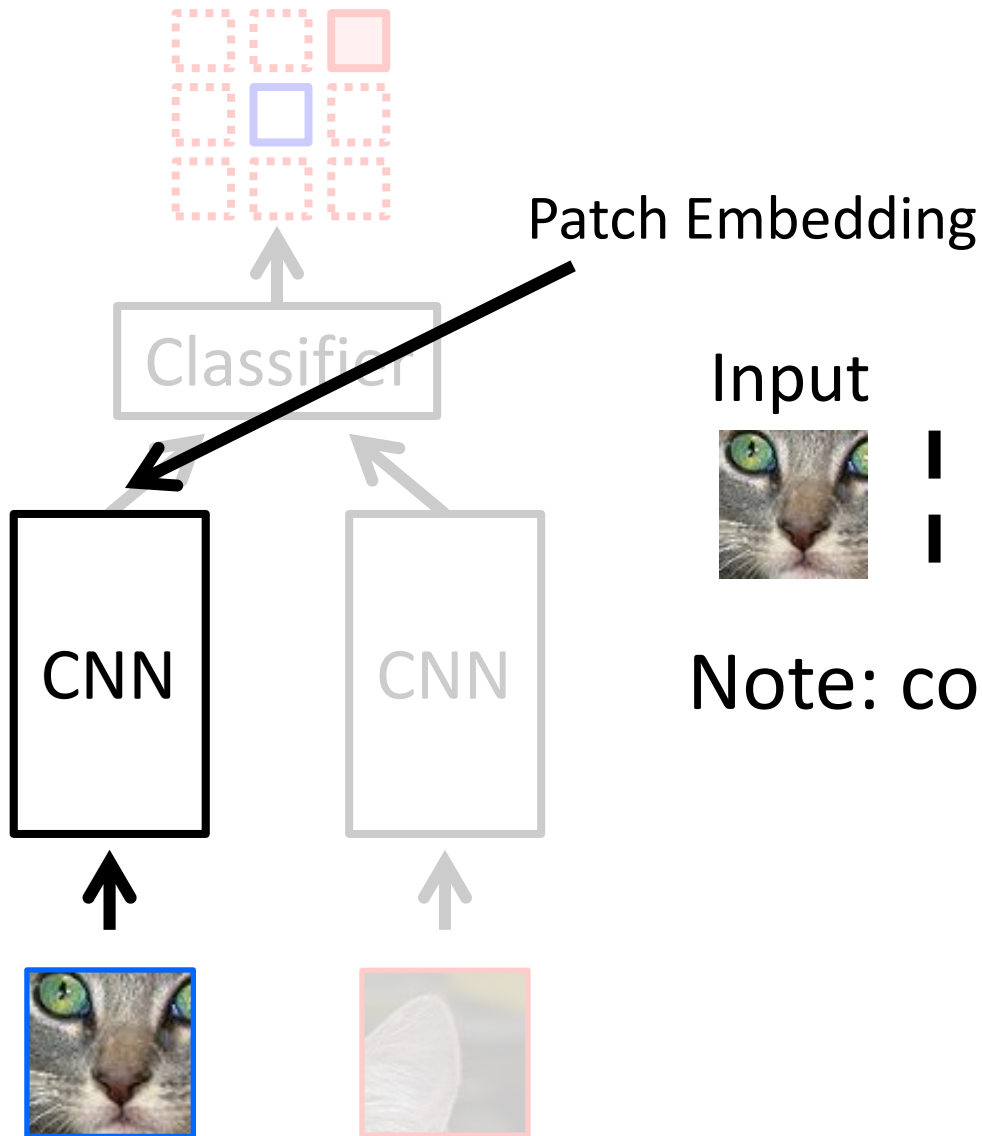 Patch Embedding
Classifier
Input
CNN
CNN
Note: co